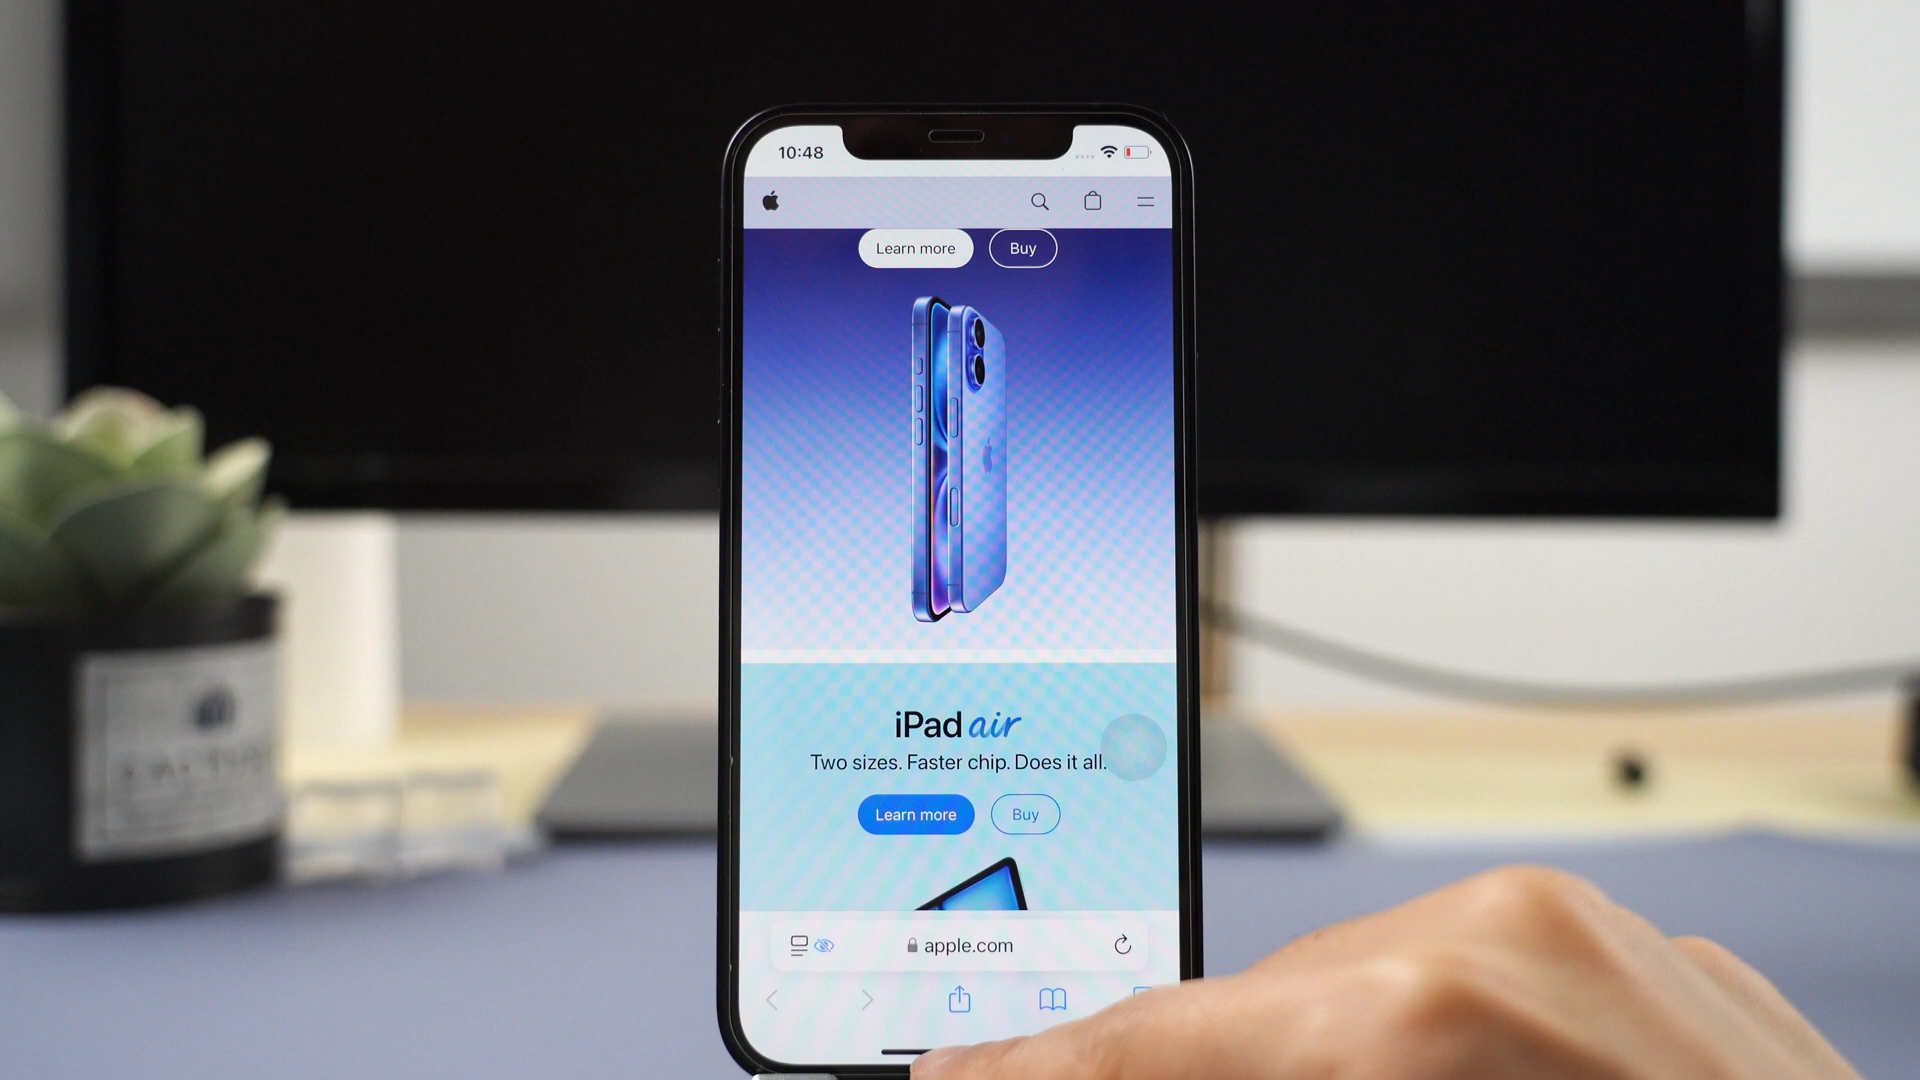 10:48
Learn more
Buy
iPad air
Two sizes. Faster chip. Does it all.
Learn more
Buy
apple.com